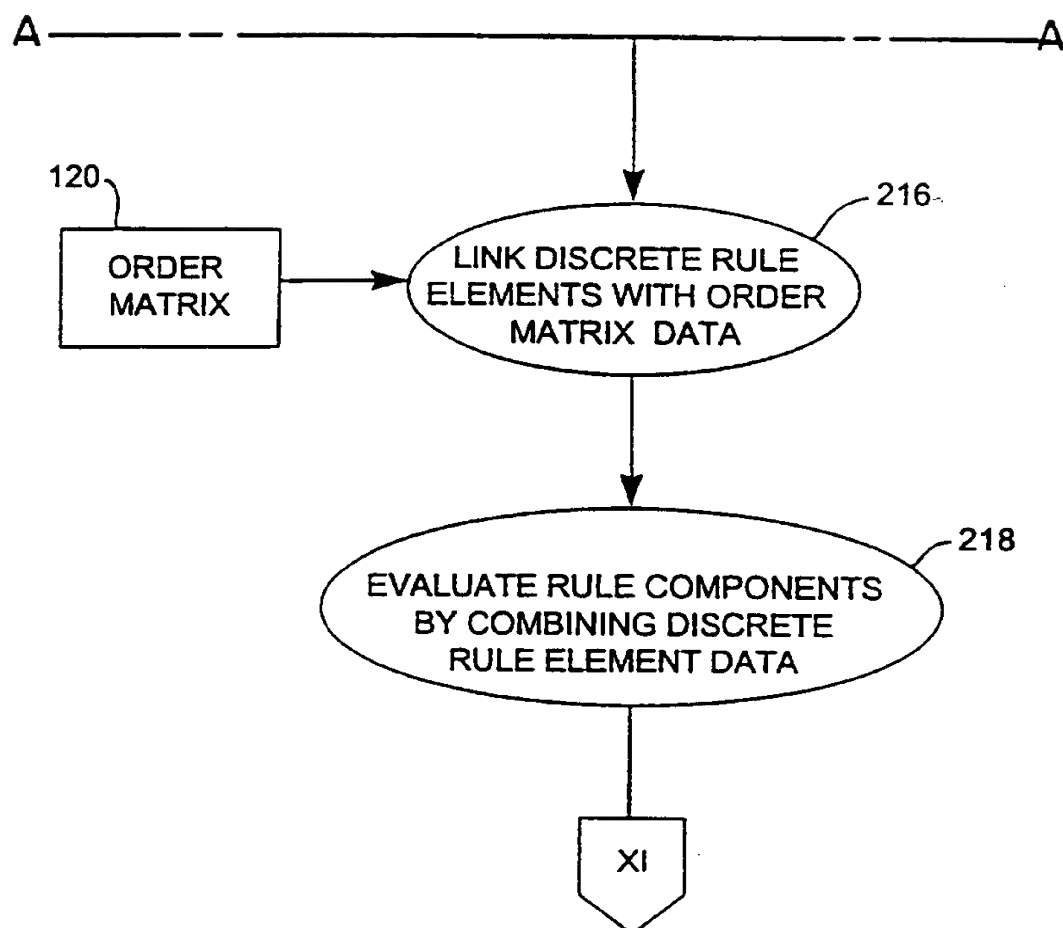 A A
120
216
ORDER
MATRIX
LINK DISCRETE RULE
ELEMENTS WITH ORDER
MATRIX DATA
218
EVALUATE RULE COMPONENTS
BY COMBINING DISCRETE
RULE ELEMENT DATA
XI